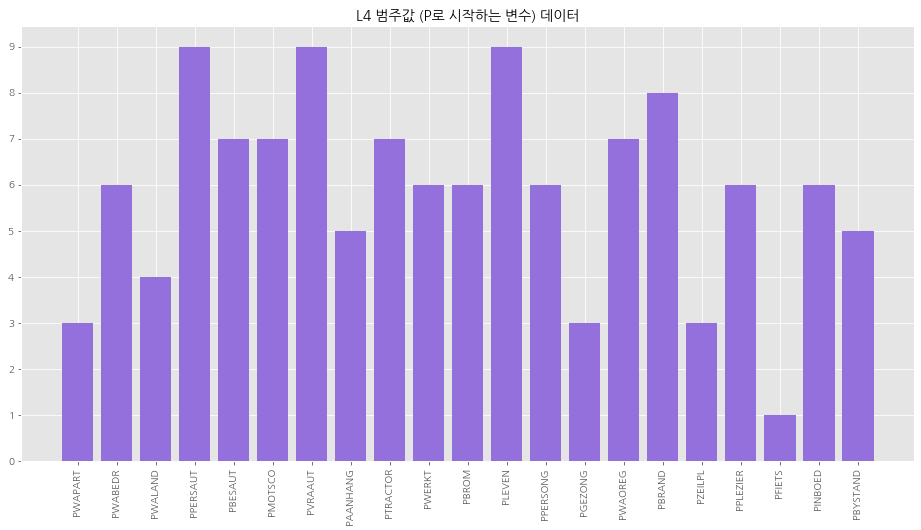 L4 범주값 (P로 시작하는 변수) 데이터
9
8
7
6
5
4
3
2
1
0
PWAPART
PWABEDR
PWALAND
PPERSAUT
PBESAUT
PMOTSCO
PVRAAUT
PAANHANG
PTRACTOR
PWERKT
PBROM
PLEVEN
PPERSONG
PGEZONG
PWAOREG
PBRAND
PZEILPL
PPLEZIER
PFIETS
PINBOED
PBYSTAND